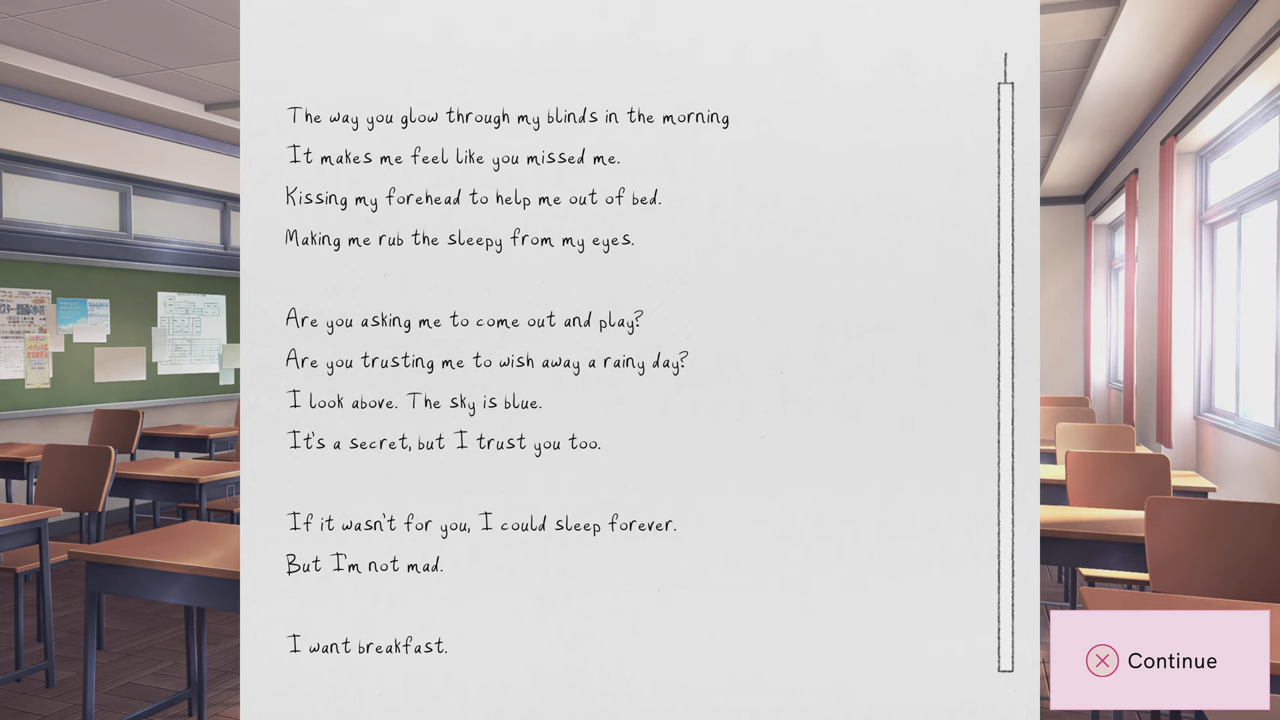 The way you glow through my blinds in the morning
It makes me feel like you missed me.
Kissing my forehead to help me out of bed.
Making me rub the sleepy from my eyes.
Are you asking me to come out and play?
Are you trusting me to wish away a rainy day?
I look above. The sky is blue.
It's a secret, but I trust you too.
If it wasn't for you, I could sleep forever.
But I'm not mad.
I want breakfast.
Continue